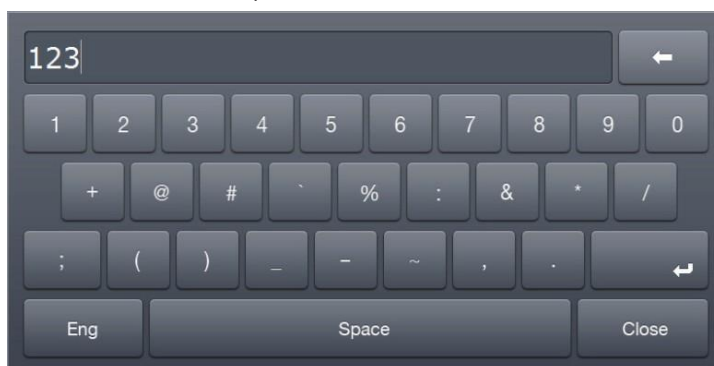 123
1 2 3 4 5 6 7 8 9 0
+ @ # ` % : & * /
; ( ) _ - ~ , .
Eng Space Close